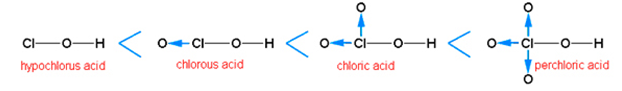 O
O
Cl—O—H < O Cl—O—H < O Cl—O—H < O Cl—O—H
O
hypochlorus acid chlorous acid chloric acid perchloric acid